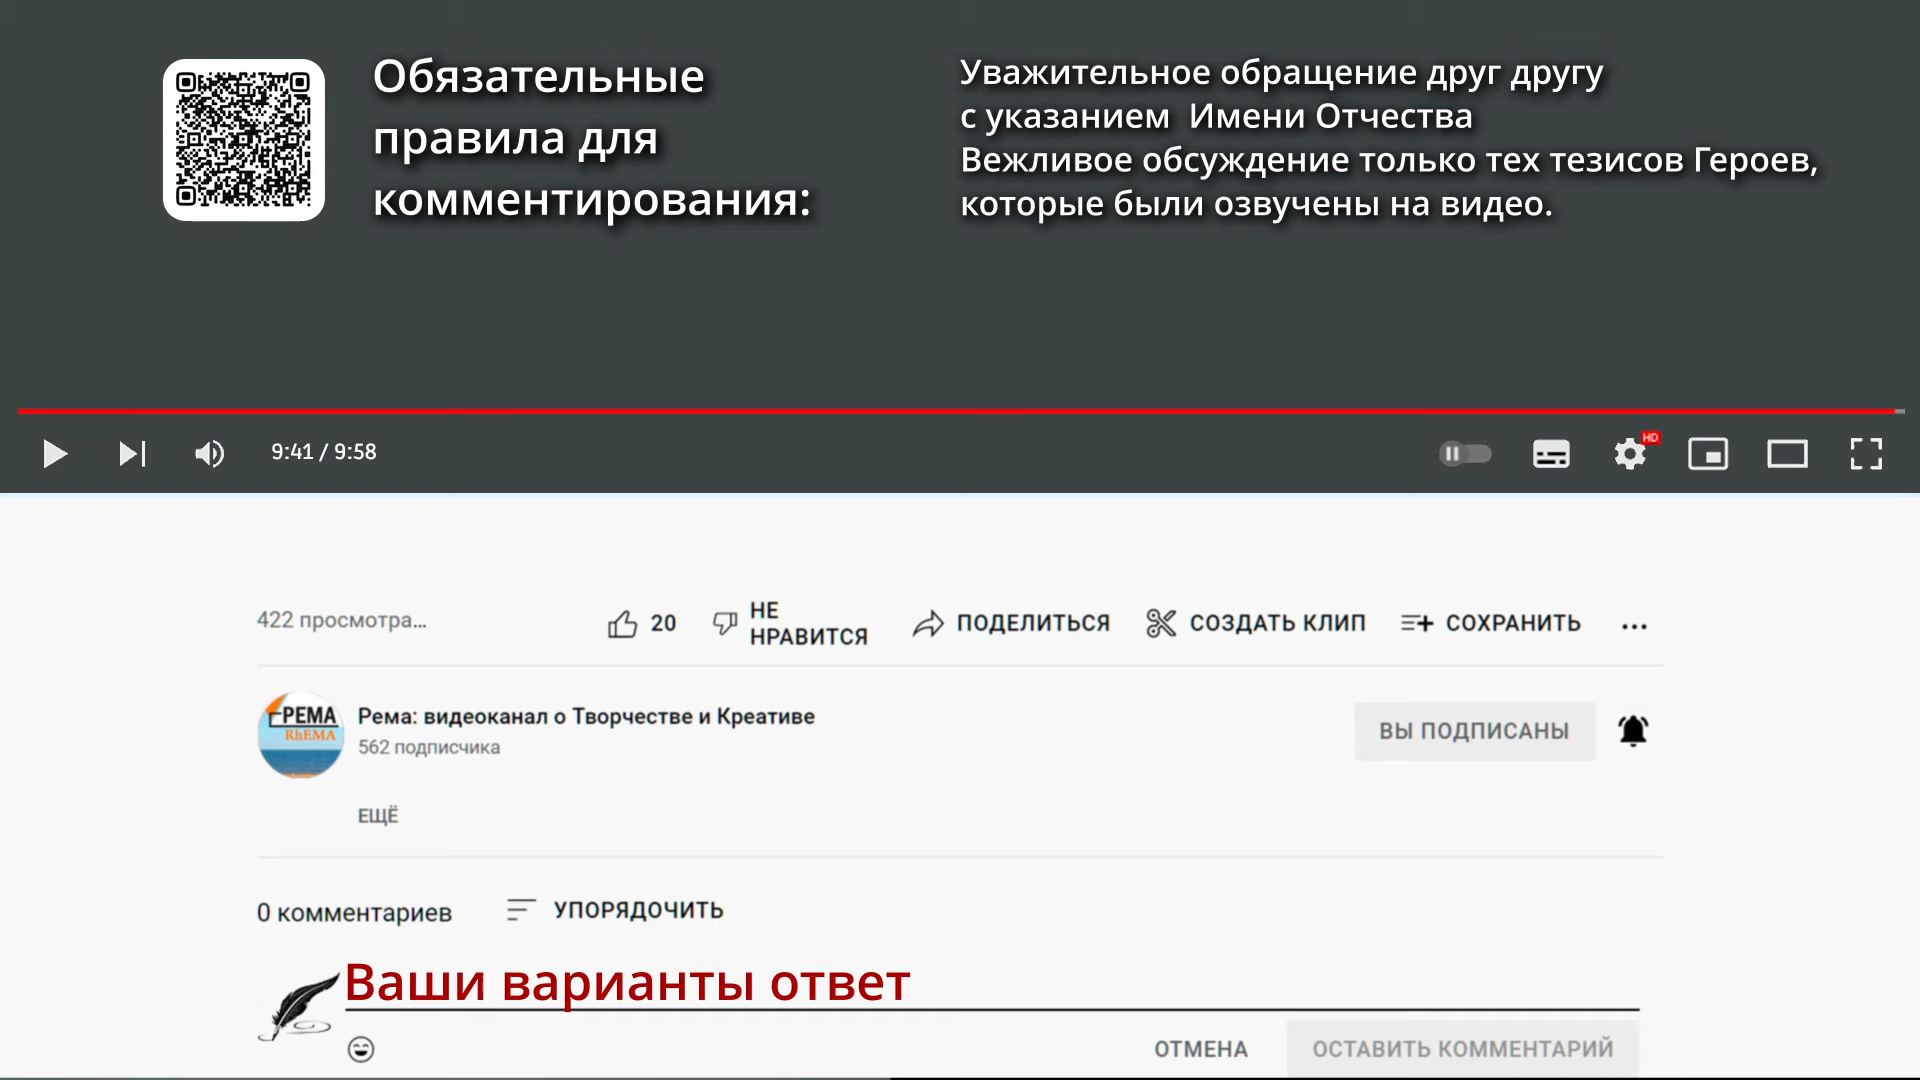 Обязательные
правила для
комментирования:
Уважительное обращение друг другу
с указанием Имени Отчества
Вежливое обсуждение только тех тезисов Героев,
которые были озвучены на видео.
9:41 / 9:58
HD
422 просмотра...
20
НЕ
НРАВИТСЯ
ПОДЕЛИТЬСЯ
СОЗДАТЬ КЛИП
СОХРАНИТЬ
РЕМА
RhEMA
Рема: видеоканал о Творчестве и Креативе
562 подписчика
ВЫ ПОДПИСАНЫ
ЕЩЁ
0 комментариев
УПОРЯДОЧИТЬ
Ваши варианты ответ
ОТМЕНА
ОСТАВИТЬ КОММЕНТАРИЙ